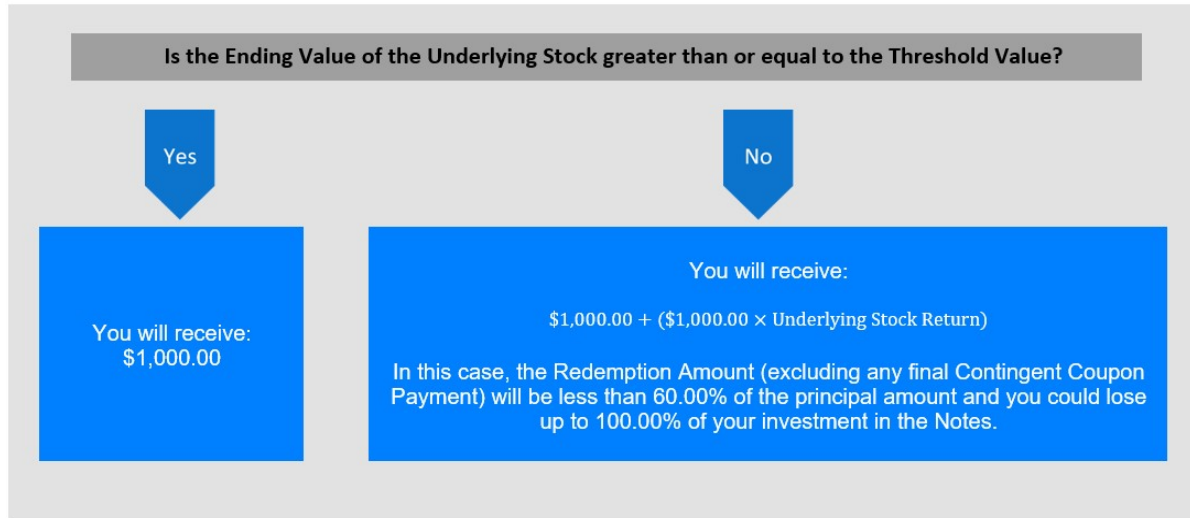 Is the Ending Value of the Underlying Stock greater than or equal to the Threshold Value?
Yes
No
You will receive:
$1,000.00
You will receive:
$1,000.00 + ($1,000.00 × Underlying Stock Return)
In this case, the Redemption Amount (excluding any final Contingent Coupon
Payment) will be less than 60.00% of the principal amount and you could lose
up to 100.00% of your investment in the Notes.